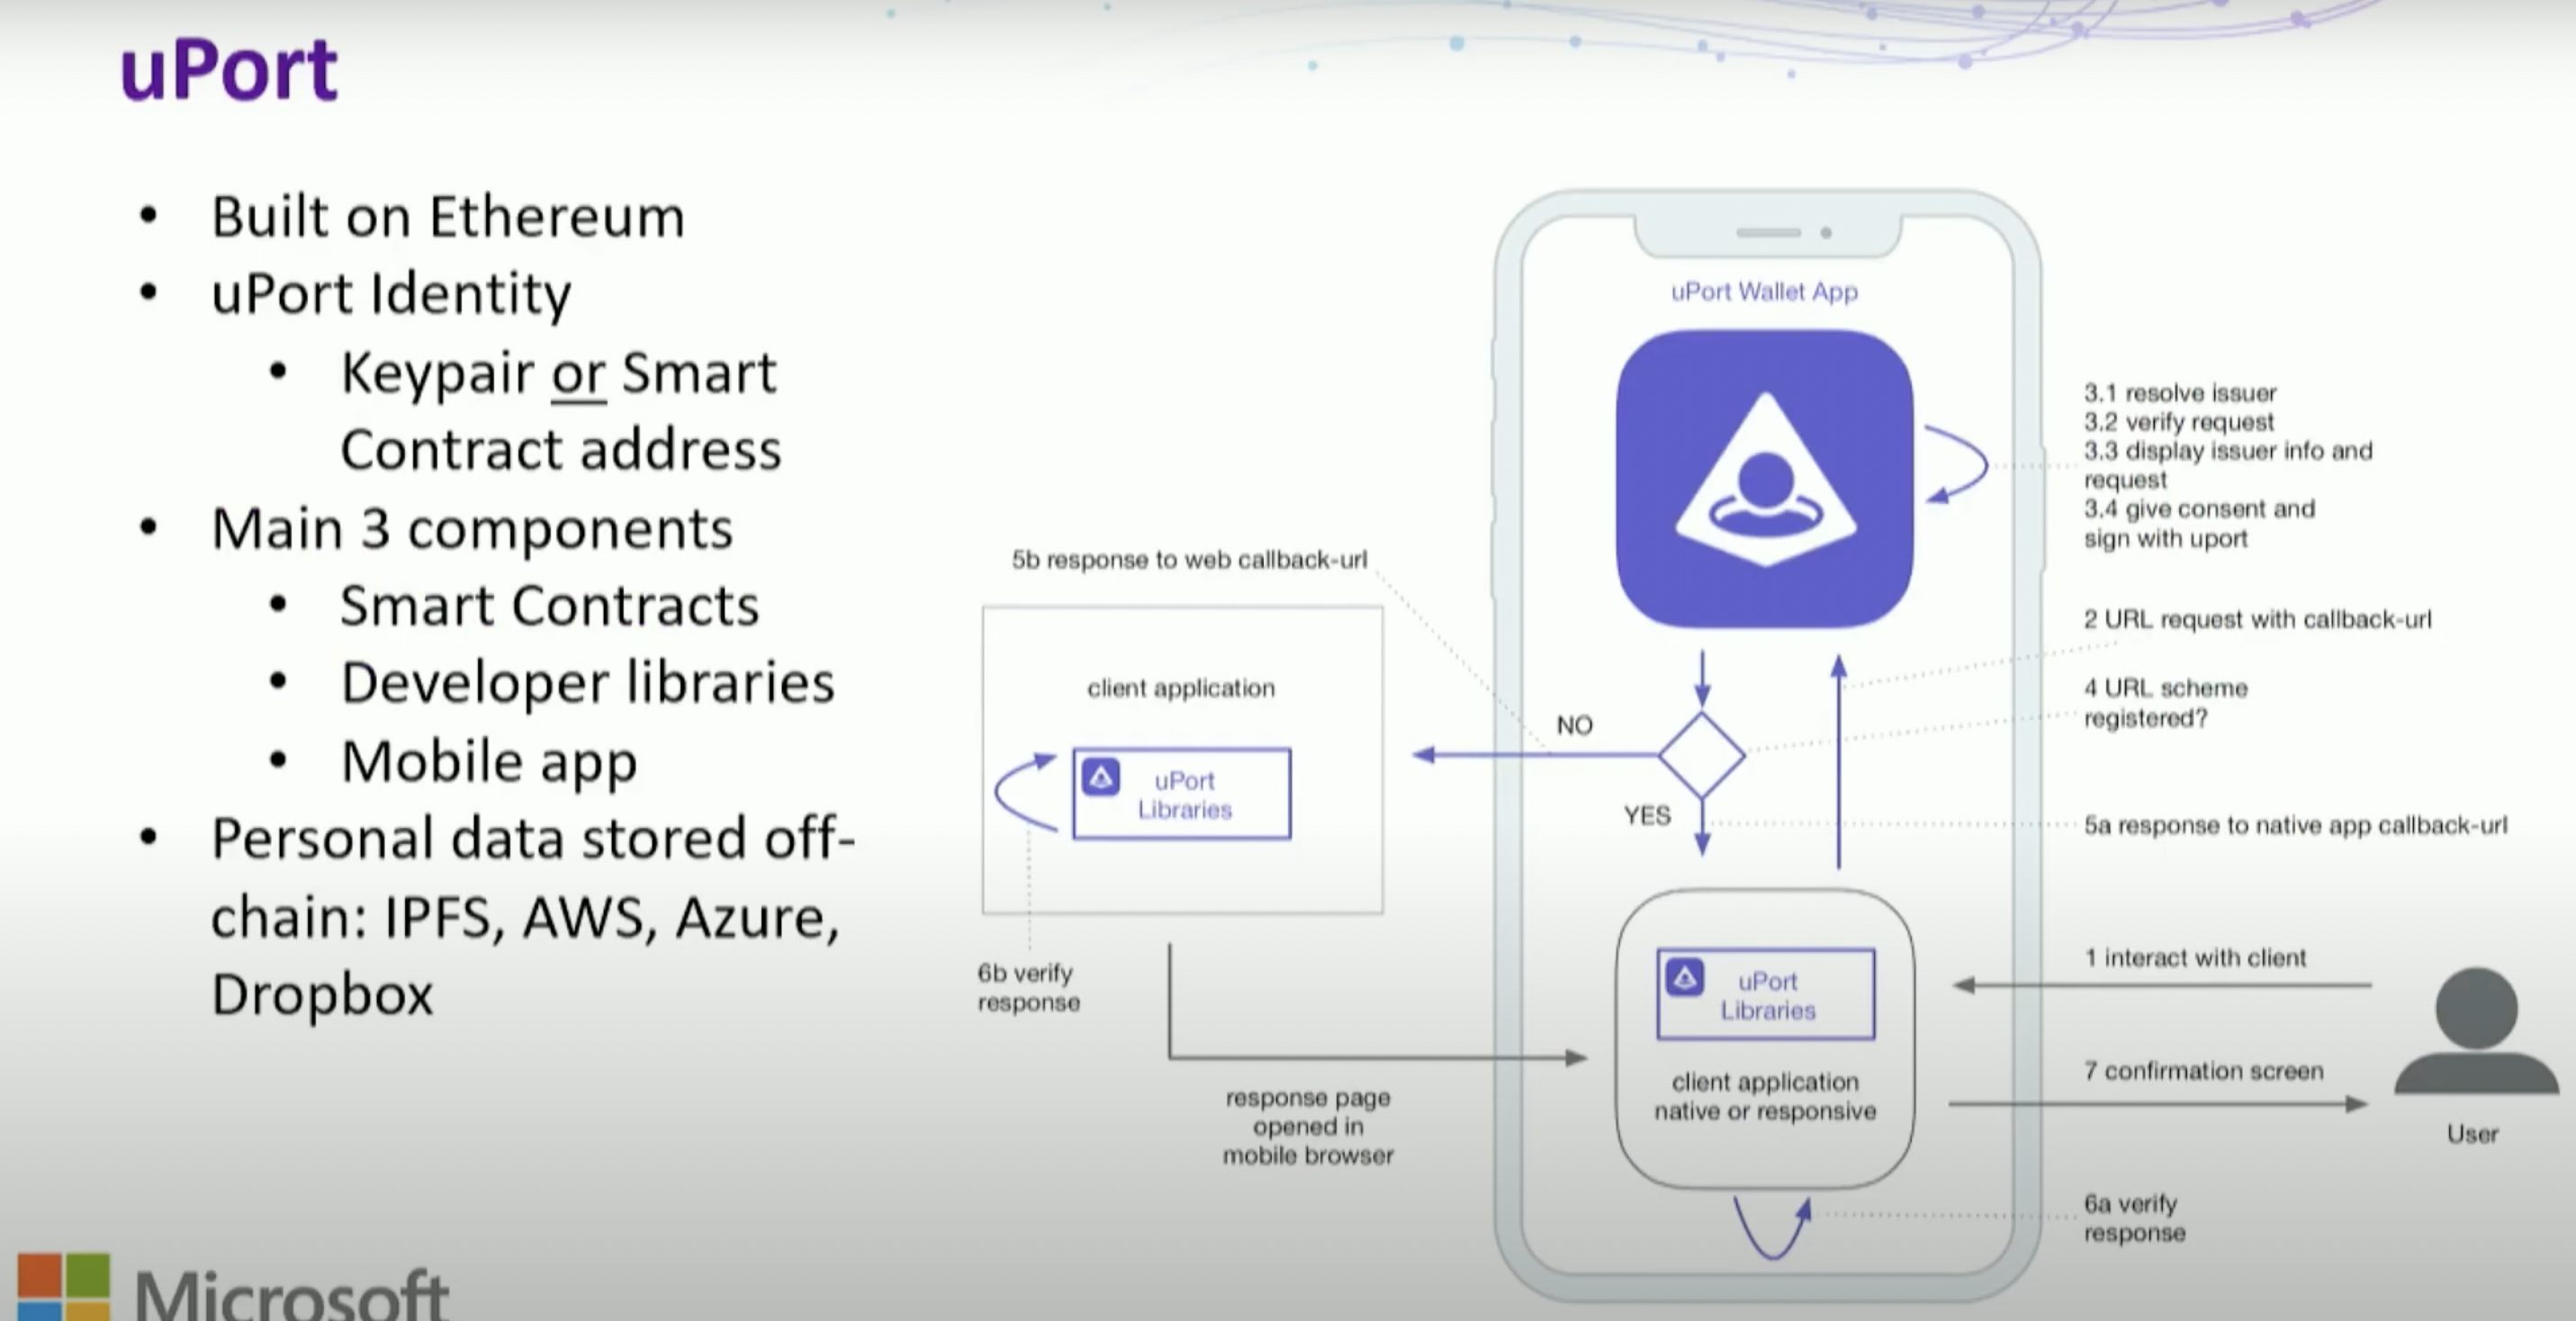 uPort
• Built on Ethereum
• uPort Identity
• Keypair or Smart
Contract address
• Main 3 components
• Smart Contracts
• Developer libraries
• Mobile app
• Personal data stored off-
chain: IPFS, AWS, Azure,
Dropbox
Microsoft
uPort Wallet App
3.1 resolve issuer
3.2 verify request
3.3 display issuer info and
request
3.4 give consent and
sign with uport
5b response to web callback-url
2 URL request with callback-url
client application
4 URL scheme
registered?
NO
uPort
Libraries
YES
5a response to native app callback-url
6b verify
response
1 interact with client
uPort
Libraries
7 confirmation screen
client application
native or responsive
response page
opened in
mobile browser
User
6a verify
response